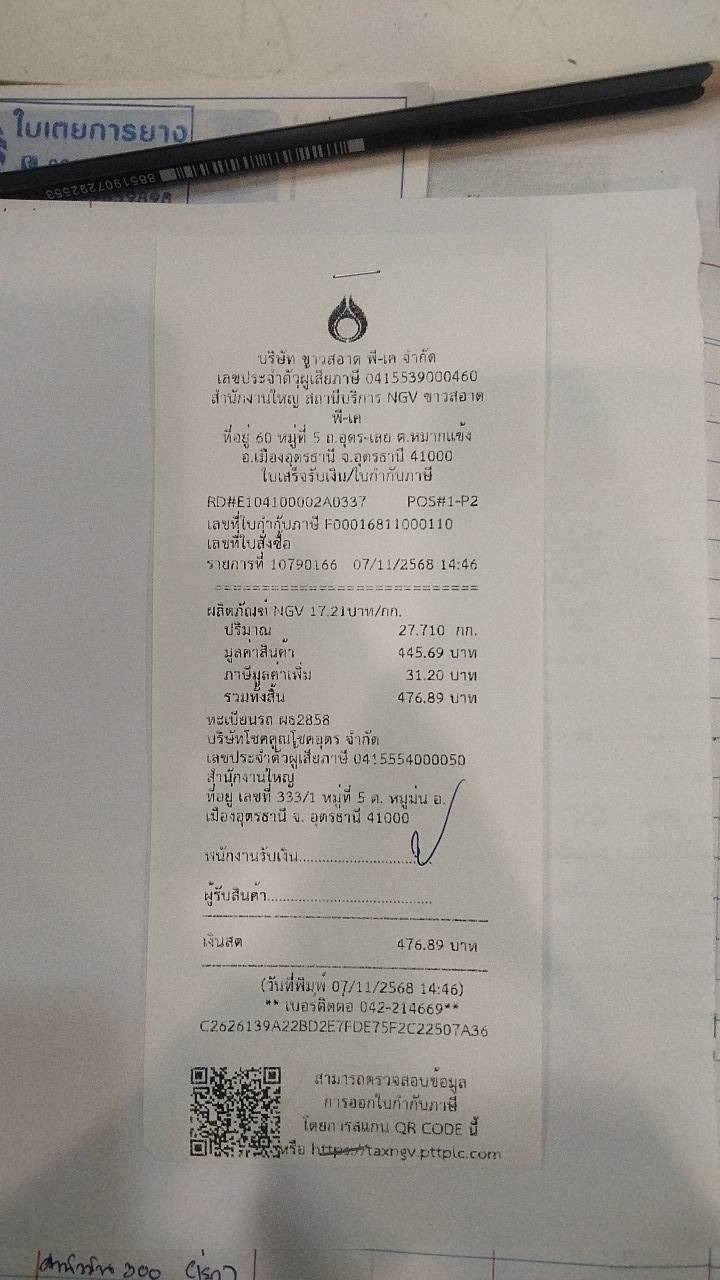 ใบเตยการยาง
8851907292553
บริษัท ขาวสอาด พี-เค จำกัด
เลขประจำตัวผู้เสียภาษี 0415539000460
สำนักงานใหญ่ สถานีบริการ NGV ขาวสอาด
พี-เค
ที่อยู่ 60 หมู่ที่ 5 ถ.อุดร-เลย ต.หมากแข้ง
อ.เมืองอุดรธานี จ.อุดรธานี 41000
ใบเสร็จรับเงิน/ใบกำกับภาษี
RD#E104100002A0337 POS#1-P2
เลขที่ใบกำกับภาษี F00016811000110
เลขที่ใบสั่งซื้อ
รายการที่ 10790166 07/11/2568 14:46
============================
ผลิตภัณฑ์ NGV 17.21บาท/กก.
ปริมาณ 27.710 กก.
มูลค่าสินค้า 445.69 บาท
ภาษีมูลค่าเพิ่ม 31.20 บาท
รวมทั้งสิ้น 476.89 บาท
ทะเบียนรถ ผธ2858
บริษัทโชคคูณโชคอุดร จำกัด
เลขประจำตัวผู้เสียภาษี 0415554000050
สำนักงานใหญ่
ที่อยู่ เลขที่ 333/1 หมู่ที่ 5 ต. หมูม่น อ.
เมืองอุดรธานี จ. อุดรธานี 41000
พนักงานรับเงิน..............................
ผู้รับสินค้า........................................
เงินสด 476.89 บาท
(วันที่พิมพ์ 07/11/2568 14:46)
** เบอร์ติดต่อ 042-214669**
C2626139A22BD2E7FDE75F2C22507A36
สามารถตรวจสอบข้อมูล
การออกใบกำกับภาษี
โดยการสแกน QR CODE นี้
หรือ https://taxngv.pttplc.com
300